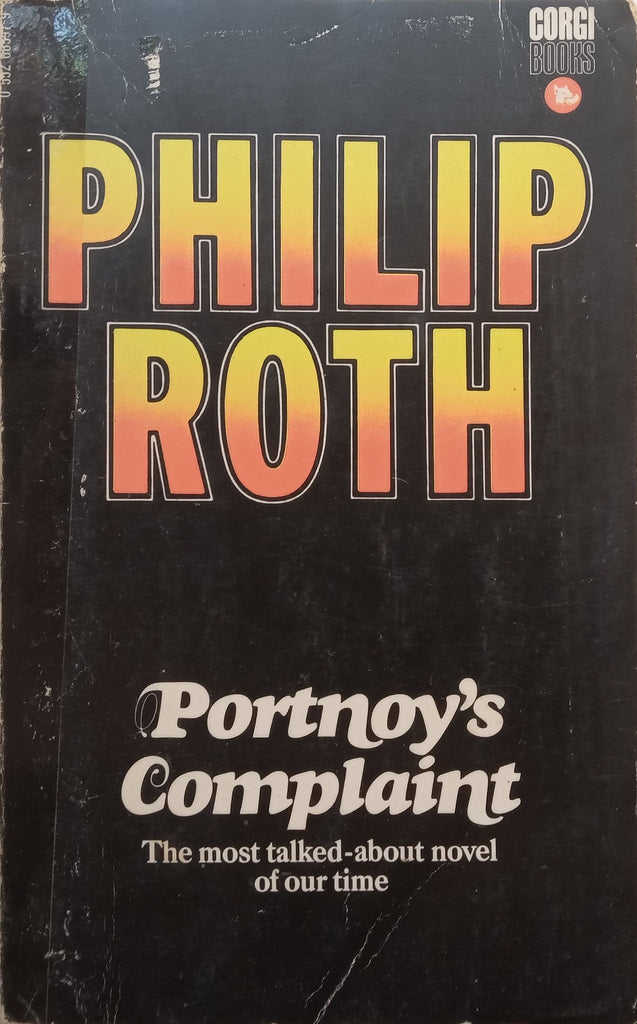 CORGI
BOOKS
PHILIP
ROTH
Portnoy's
Complaint
The most talked-about novel
of our time